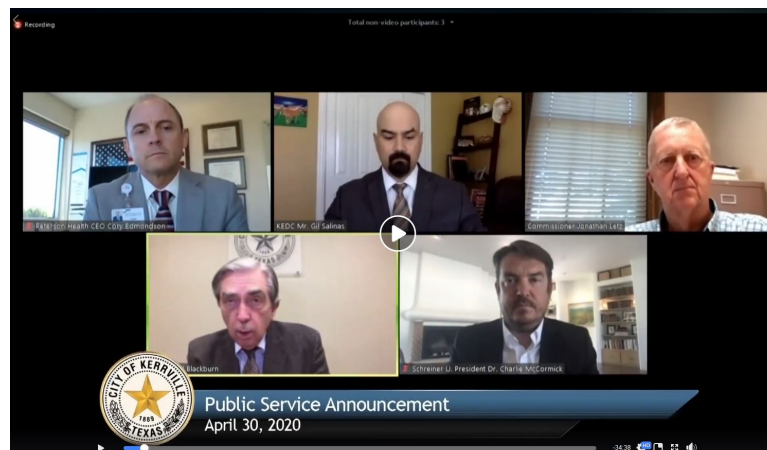 Recording
Total non-video participants: 3
Peterson Health CEO Cory Edmondson
KEDC Mr. Gil Salinas
Commissioner Jonathan Letz
Blackburn
Schreiner U. President Dr. Charlie McCormick
CITY OF KERRVILLE
1889
TEXAS
Public Service Announcement
April 30, 2020
-34:38
HD